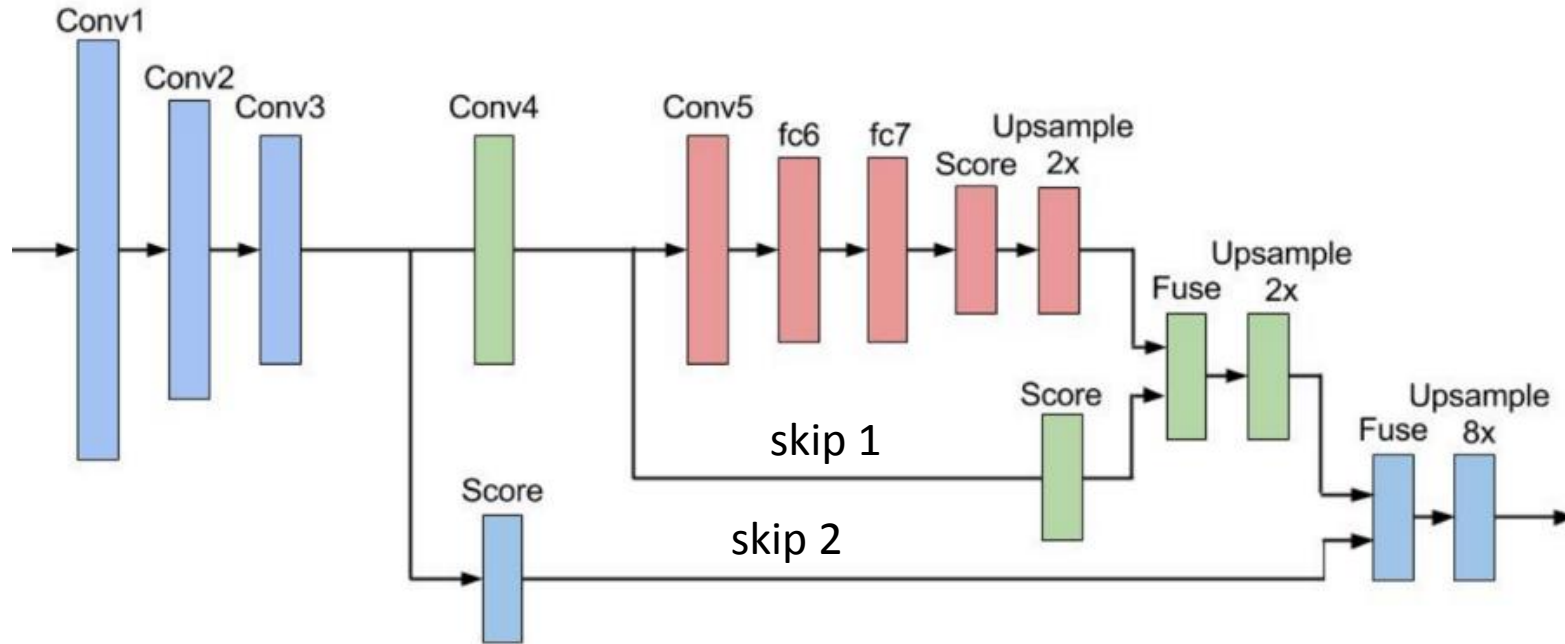 Conv1
Conv2
Conv3
Conv4
Conv5
fc6
fc7
Score
Upsample
2x
Fuse
Upsample
2x
Score
skip 1
Fuse
Upsample
8x
Score
skip 2